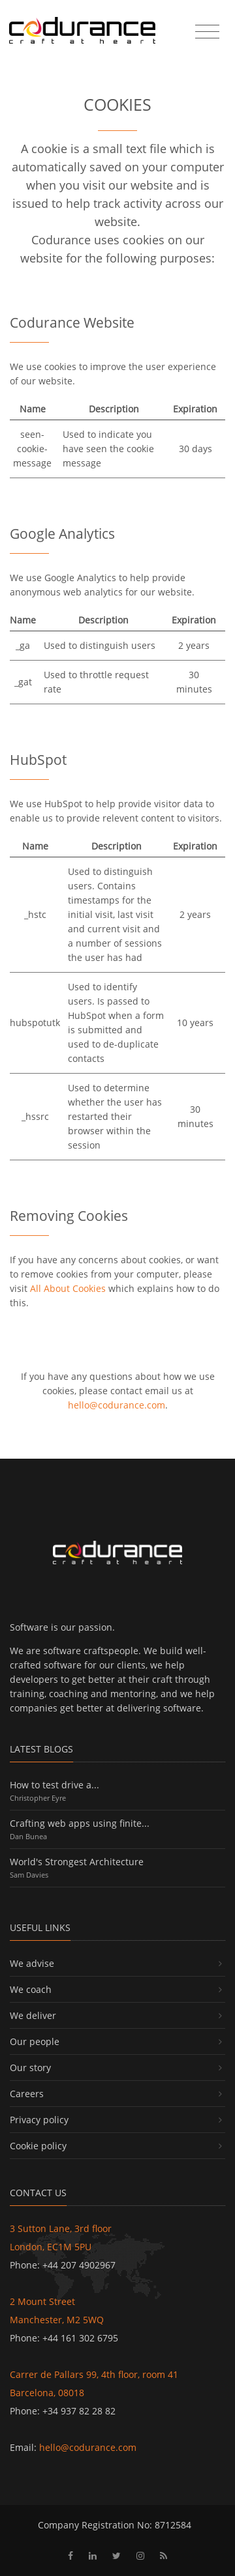 codurance
craft at heart
COOKIES
A cookie is a small text file which is
automatically saved on your computer
when you visit our website and is
issued to help track activity across our
website.
Codurance uses cookies on our
website for the following purposes:
Codurance Website
We use cookies to improve the user experience
of our website.
Name Description Expiration
seen-cookie-message Used to indicate you have seen the cookie message 30 days
Google Analytics
We use Google Analytics to help provide
anonymous web analytics for our website.
Name Description Expiration
_ga Used to distinguish users 2 years
_gat Used to throttle request rate 30 minutes
HubSpot
We use HubSpot to help provide visitor data to
enable us to provide relevent content to visitors.
Name Description Expiration
_hstc Used to distinguish users. Contains timestamps for the initial visit, last visit and current visit and a number of sessions the user has had 2 years
hubspotutk Used to identify users. Is passed to HubSpot when a form is submitted and used to de-duplicate contacts 10 years
_hssrc Used to determine whether the user has restarted their browser within the session 30 minutes
Removing Cookies
If you have any concerns about cookies, or want
to remove cookies from your computer, please
visit All About Cookies which explains how to do
this.
If you have any questions about how we use
cookies, please contact email us at
hello@codurance.com.
codurance
craft at heart
Software is our passion.
We are software craftspeople. We build well-
crafted software for our clients, we help
developers to get better at their craft through
training, coaching and mentoring, and we help
companies get better at delivering software.
LATEST BLOGS
How to test drive a...
Christopher Eyre
Crafting web apps using finite...
Dan Bunea
World's Strongest Architecture
Sam Davies
USEFUL LINKS
We advise
We coach
We deliver
Our people
Our story
Careers
Privacy policy
Cookie policy
CONTACT US
3 Sutton Lane, 3rd floor
London, EC1M 5PU
Phone: +44 207 4902967
2 Mount Street
Manchester, M2 5WQ
Phone: +44 161 302 6795
Carrer de Pallars 99, 4th floor, room 41
Barcelona, 08018
Phone: +34 937 82 28 82
Email: hello@codurance.com
Company Registration No: 8712584